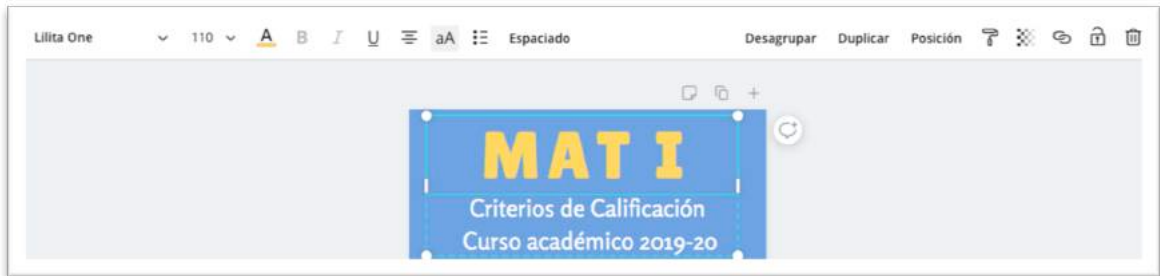 Lilita One 110 A B I U aA Espaciado Desagrupar Duplicar Posición
MAT I
Criterios de Calificación
Curso académico 2019-20